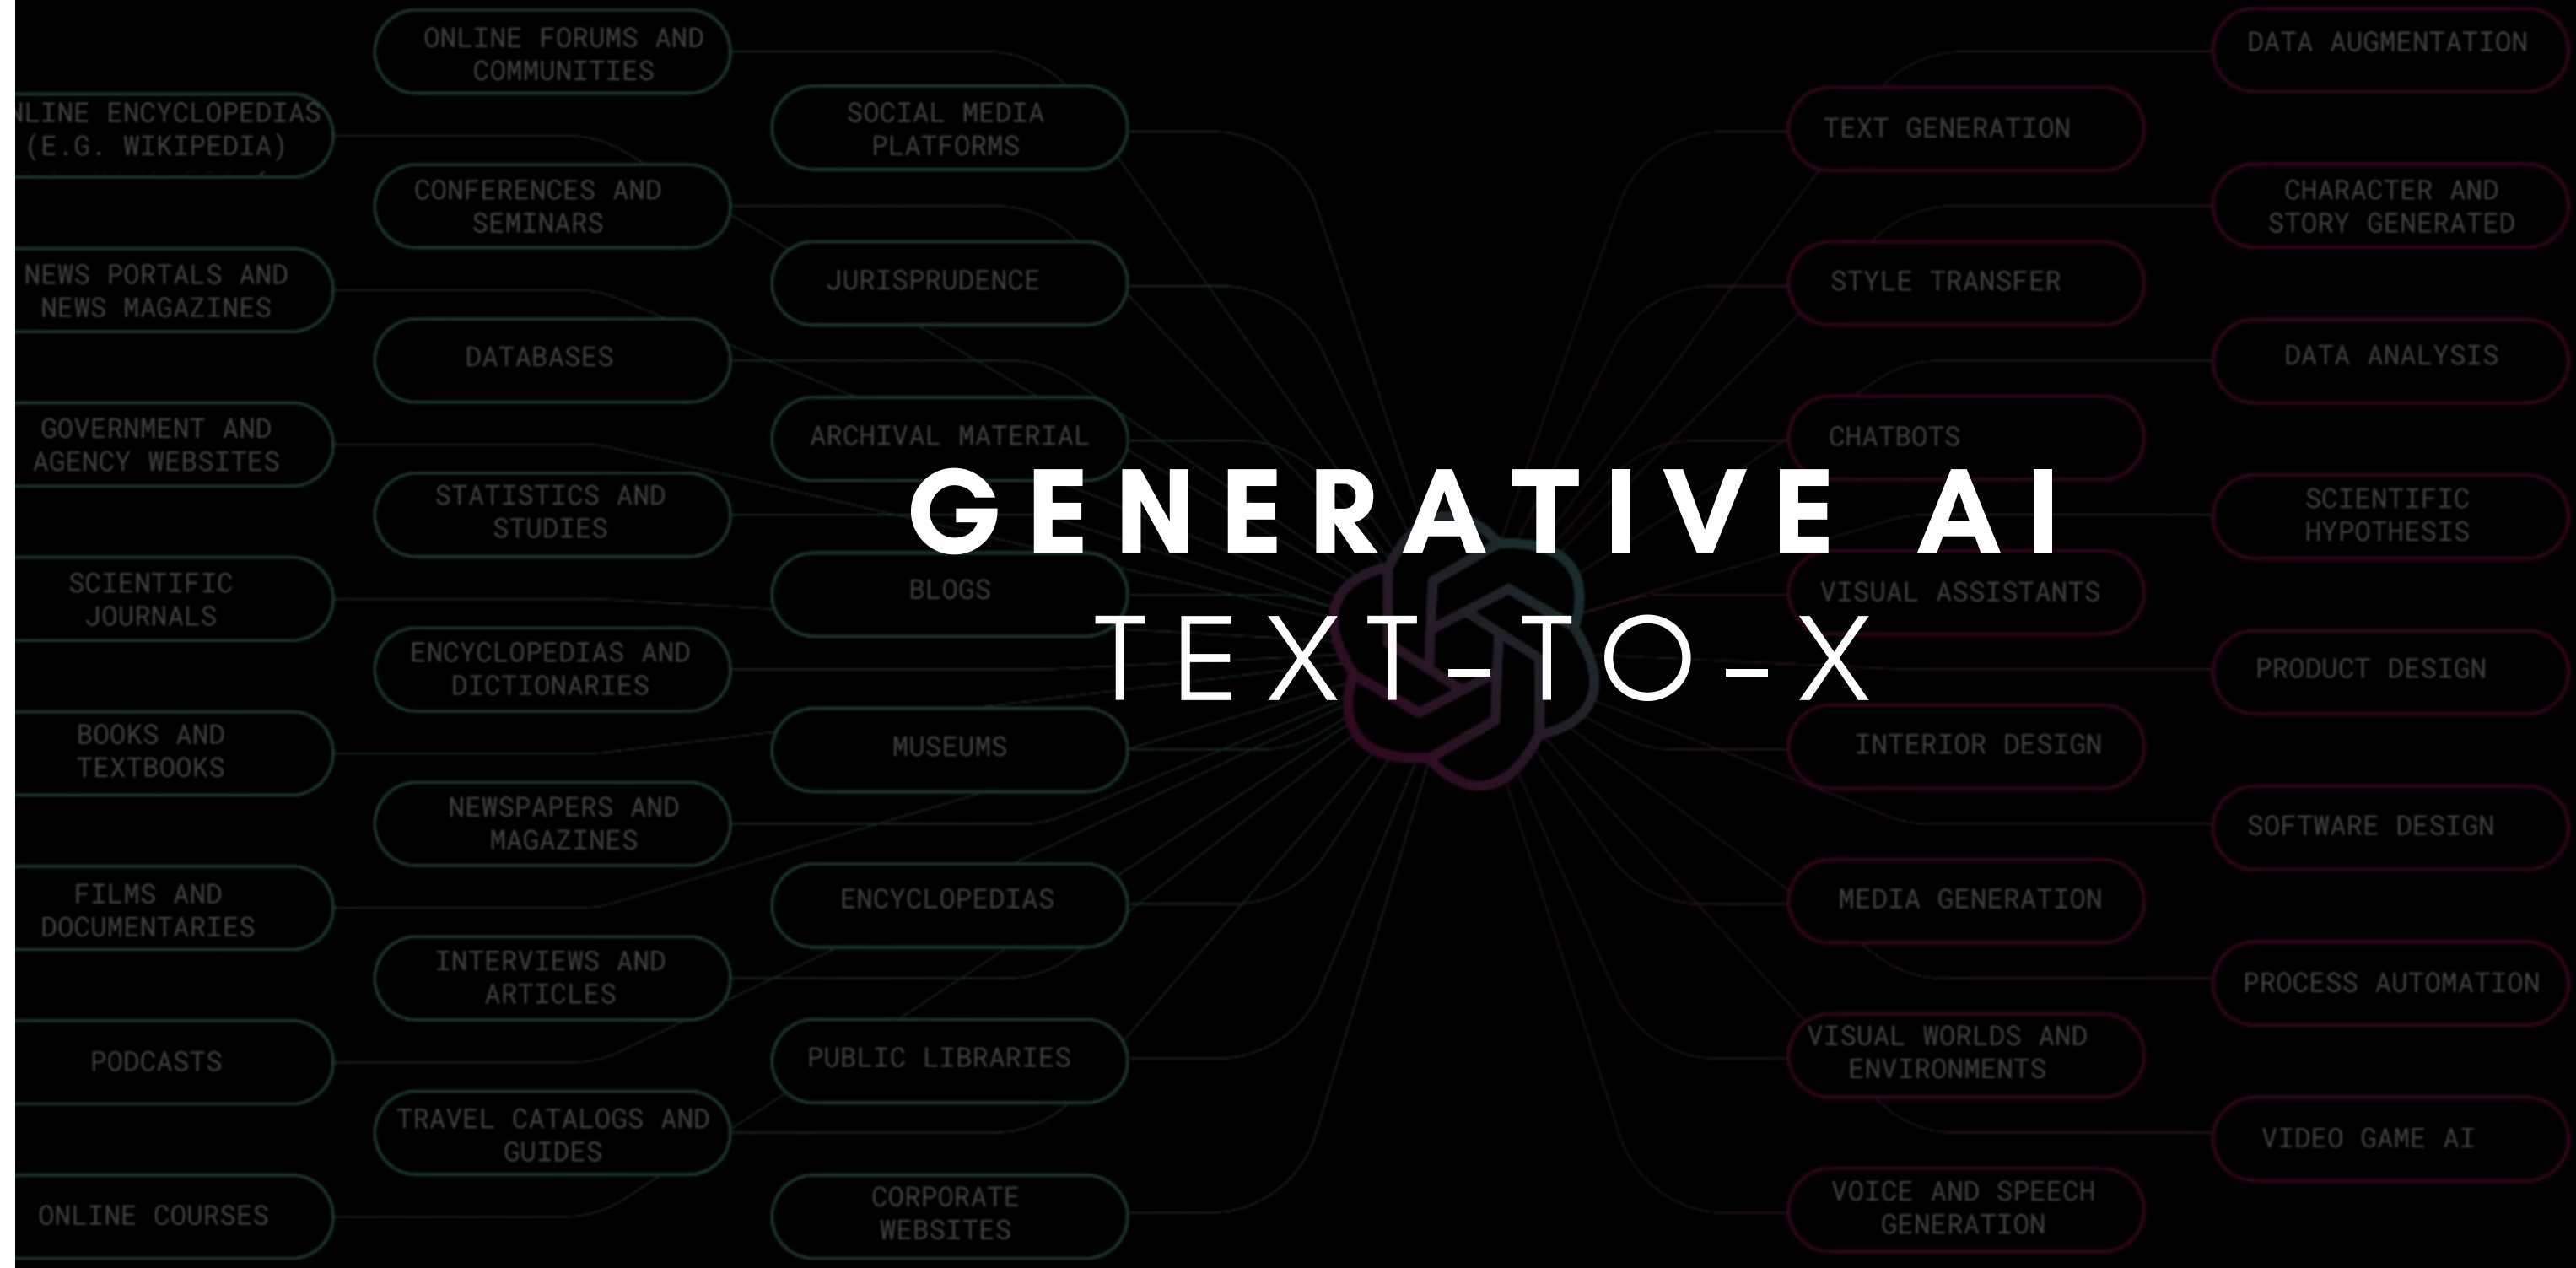 ONLINE FORUMS AND
COMMUNITIES
NLINE ENCYCLOPEDIAS
(E.G. WIKIPEDIA)
SOCIAL MEDIA
PLATFORMS
CONFERENCES AND
SEMINARS
NEWS PORTALS AND
NEWS MAGAZINES
JURISPRUDENCE
DATABASES
GOVERNMENT AND
AGENCY WEBSITES
ARCHIVAL MATERIAL
STATISTICS AND
STUDIES
SCIENTIFIC
JOURNALS
BLOGS
ENCYCLOPEDIAS AND
DICTIONARIES
BOOKS AND
TEXTBOOKS
MUSEUMS
NEWSPAPERS AND
MAGAZINES
FILMS AND
DOCUMENTARIES
ENCYCLOPEDIAS
INTERVIEWS AND
ARTICLES
PODCASTS
PUBLIC LIBRARIES
TRAVEL CATALOGS AND
GUIDES
ONLINE COURSES
CORPORATE
WEBSITES
GENERATIVE AI
TEXT-TO-X
DATA AUGMENTATION
TEXT GENERATION
CHARACTER AND
STORY GENERATED
STYLE TRANSFER
DATA ANALYSIS
CHATBOTS
SCIENTIFIC
HYPOTHESIS
VISUAL ASSISTANTS
PRODUCT DESIGN
INTERIOR DESIGN
SOFTWARE DESIGN
MEDIA GENERATION
PROCESS AUTOMATION
VISUAL WORLDS AND
ENVIRONMENTS
VIDEO GAME AI
VOICE AND SPEECH
GENERATION